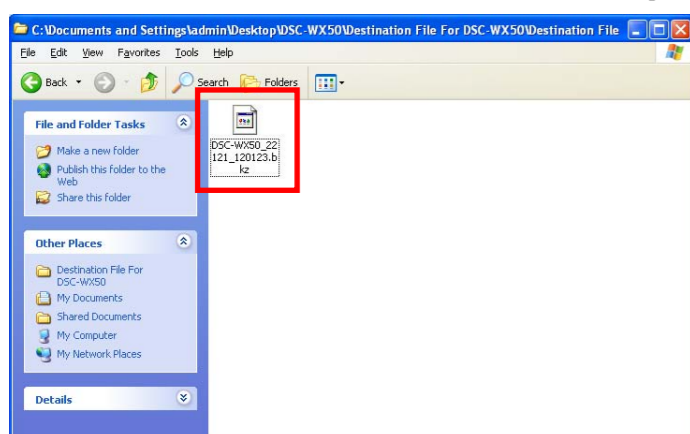 C:\Documents and Settings\admin\Desktop\DSC-WX50\Destination File For DSC-WX50\Destination File
File Edit View Favorites Tools Help
Back Search Folders
File and Folder Tasks
Make a new folder
Publish this folder to the
Web
Share this folder
Other Places
Destination File For
DSC-WX50
My Documents
Shared Documents
My Computer
My Network Places
Details
DSC-WX50_22
121_120123.b
kz